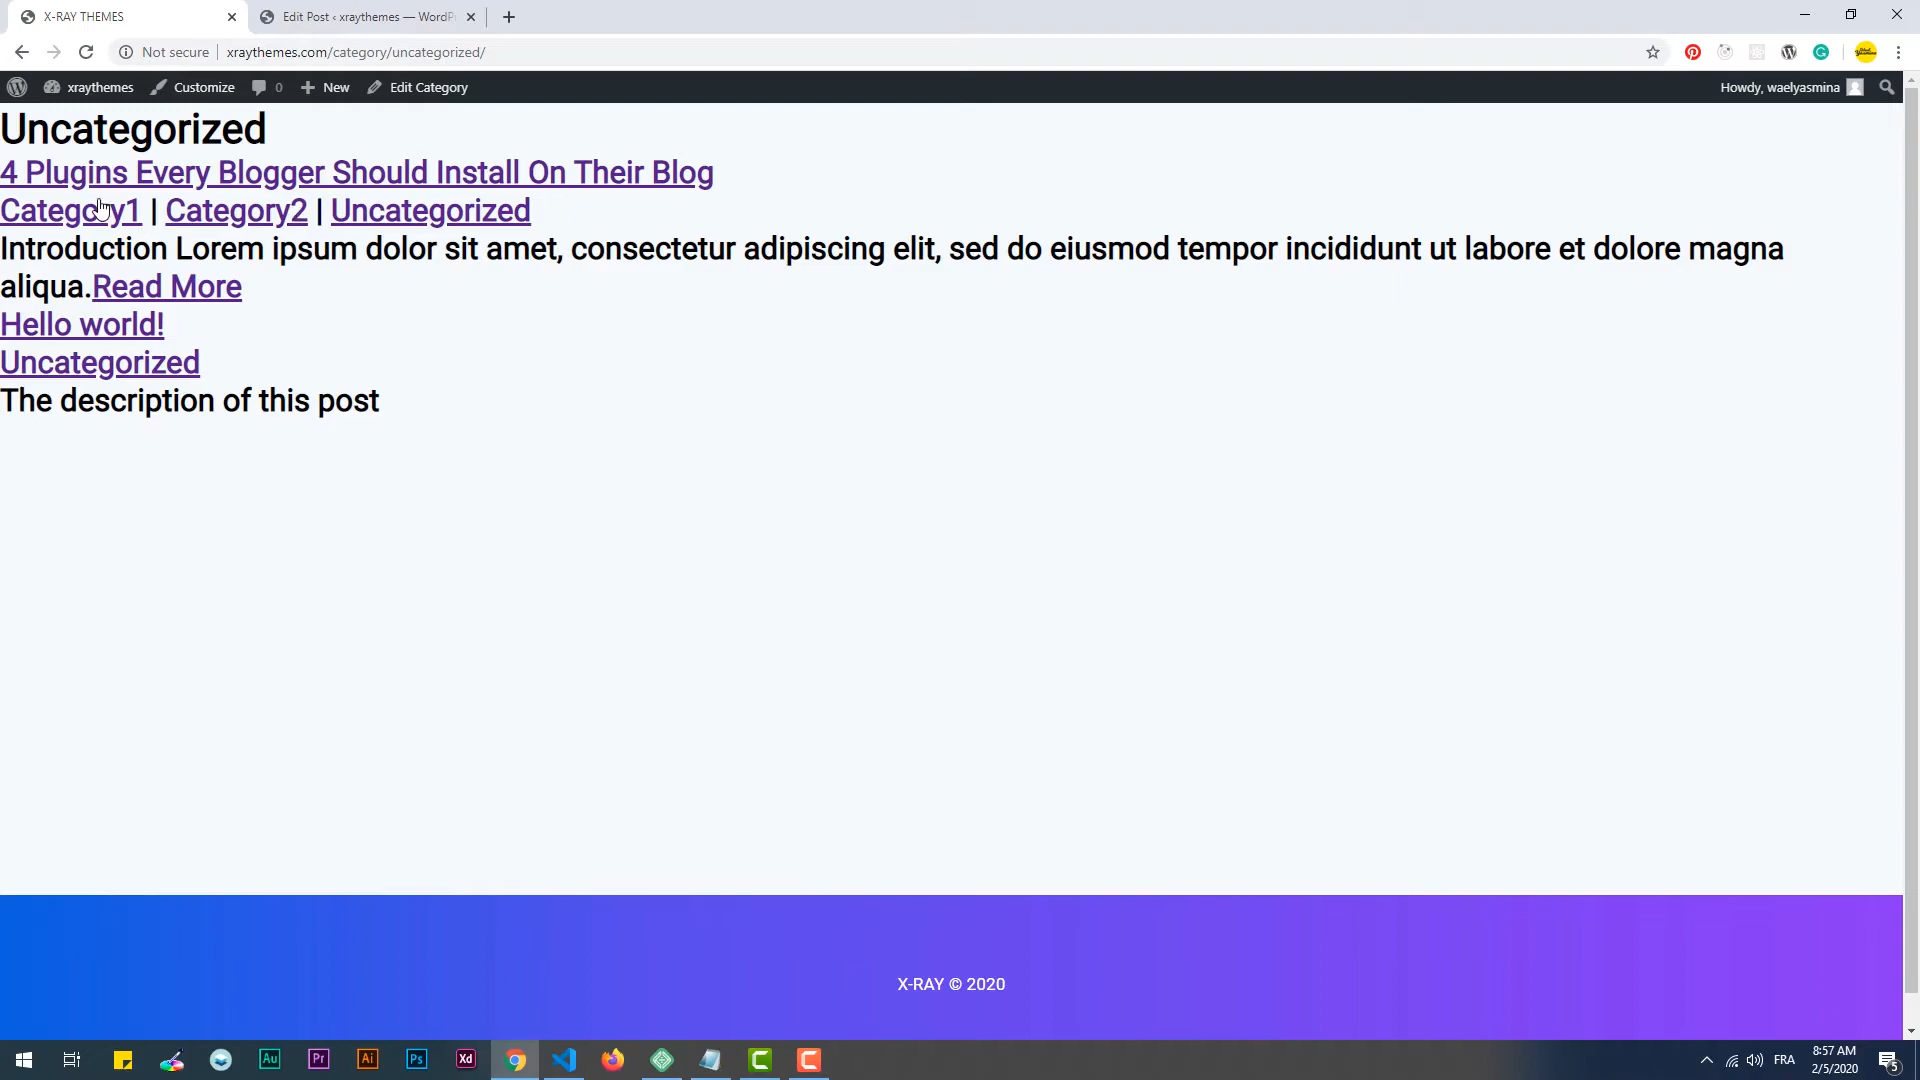 X-RAY THEMES
Edit Post ‹ xraythemes — WordPr
Not secure
xraythemes.com/category/uncategorized/
xraythemes
Customize
0
New
Edit Category
Howdy, waelyasmina
Uncategorized
4 Plugins Every Blogger Should Install On Their Blog
Category1 | Category2 | Uncategorized
Introduction Lorem ipsum dolor sit amet, consectetur adipiscing elit, sed do eiusmod tempor incididunt ut labore et dolore magna
aliqua.Read More
Hello world!
Uncategorized
The description of this post
X-RAY © 2020
Au
Pr
Ai
Ps
Xd
FRA
8:57 AM
2/5/2020
5